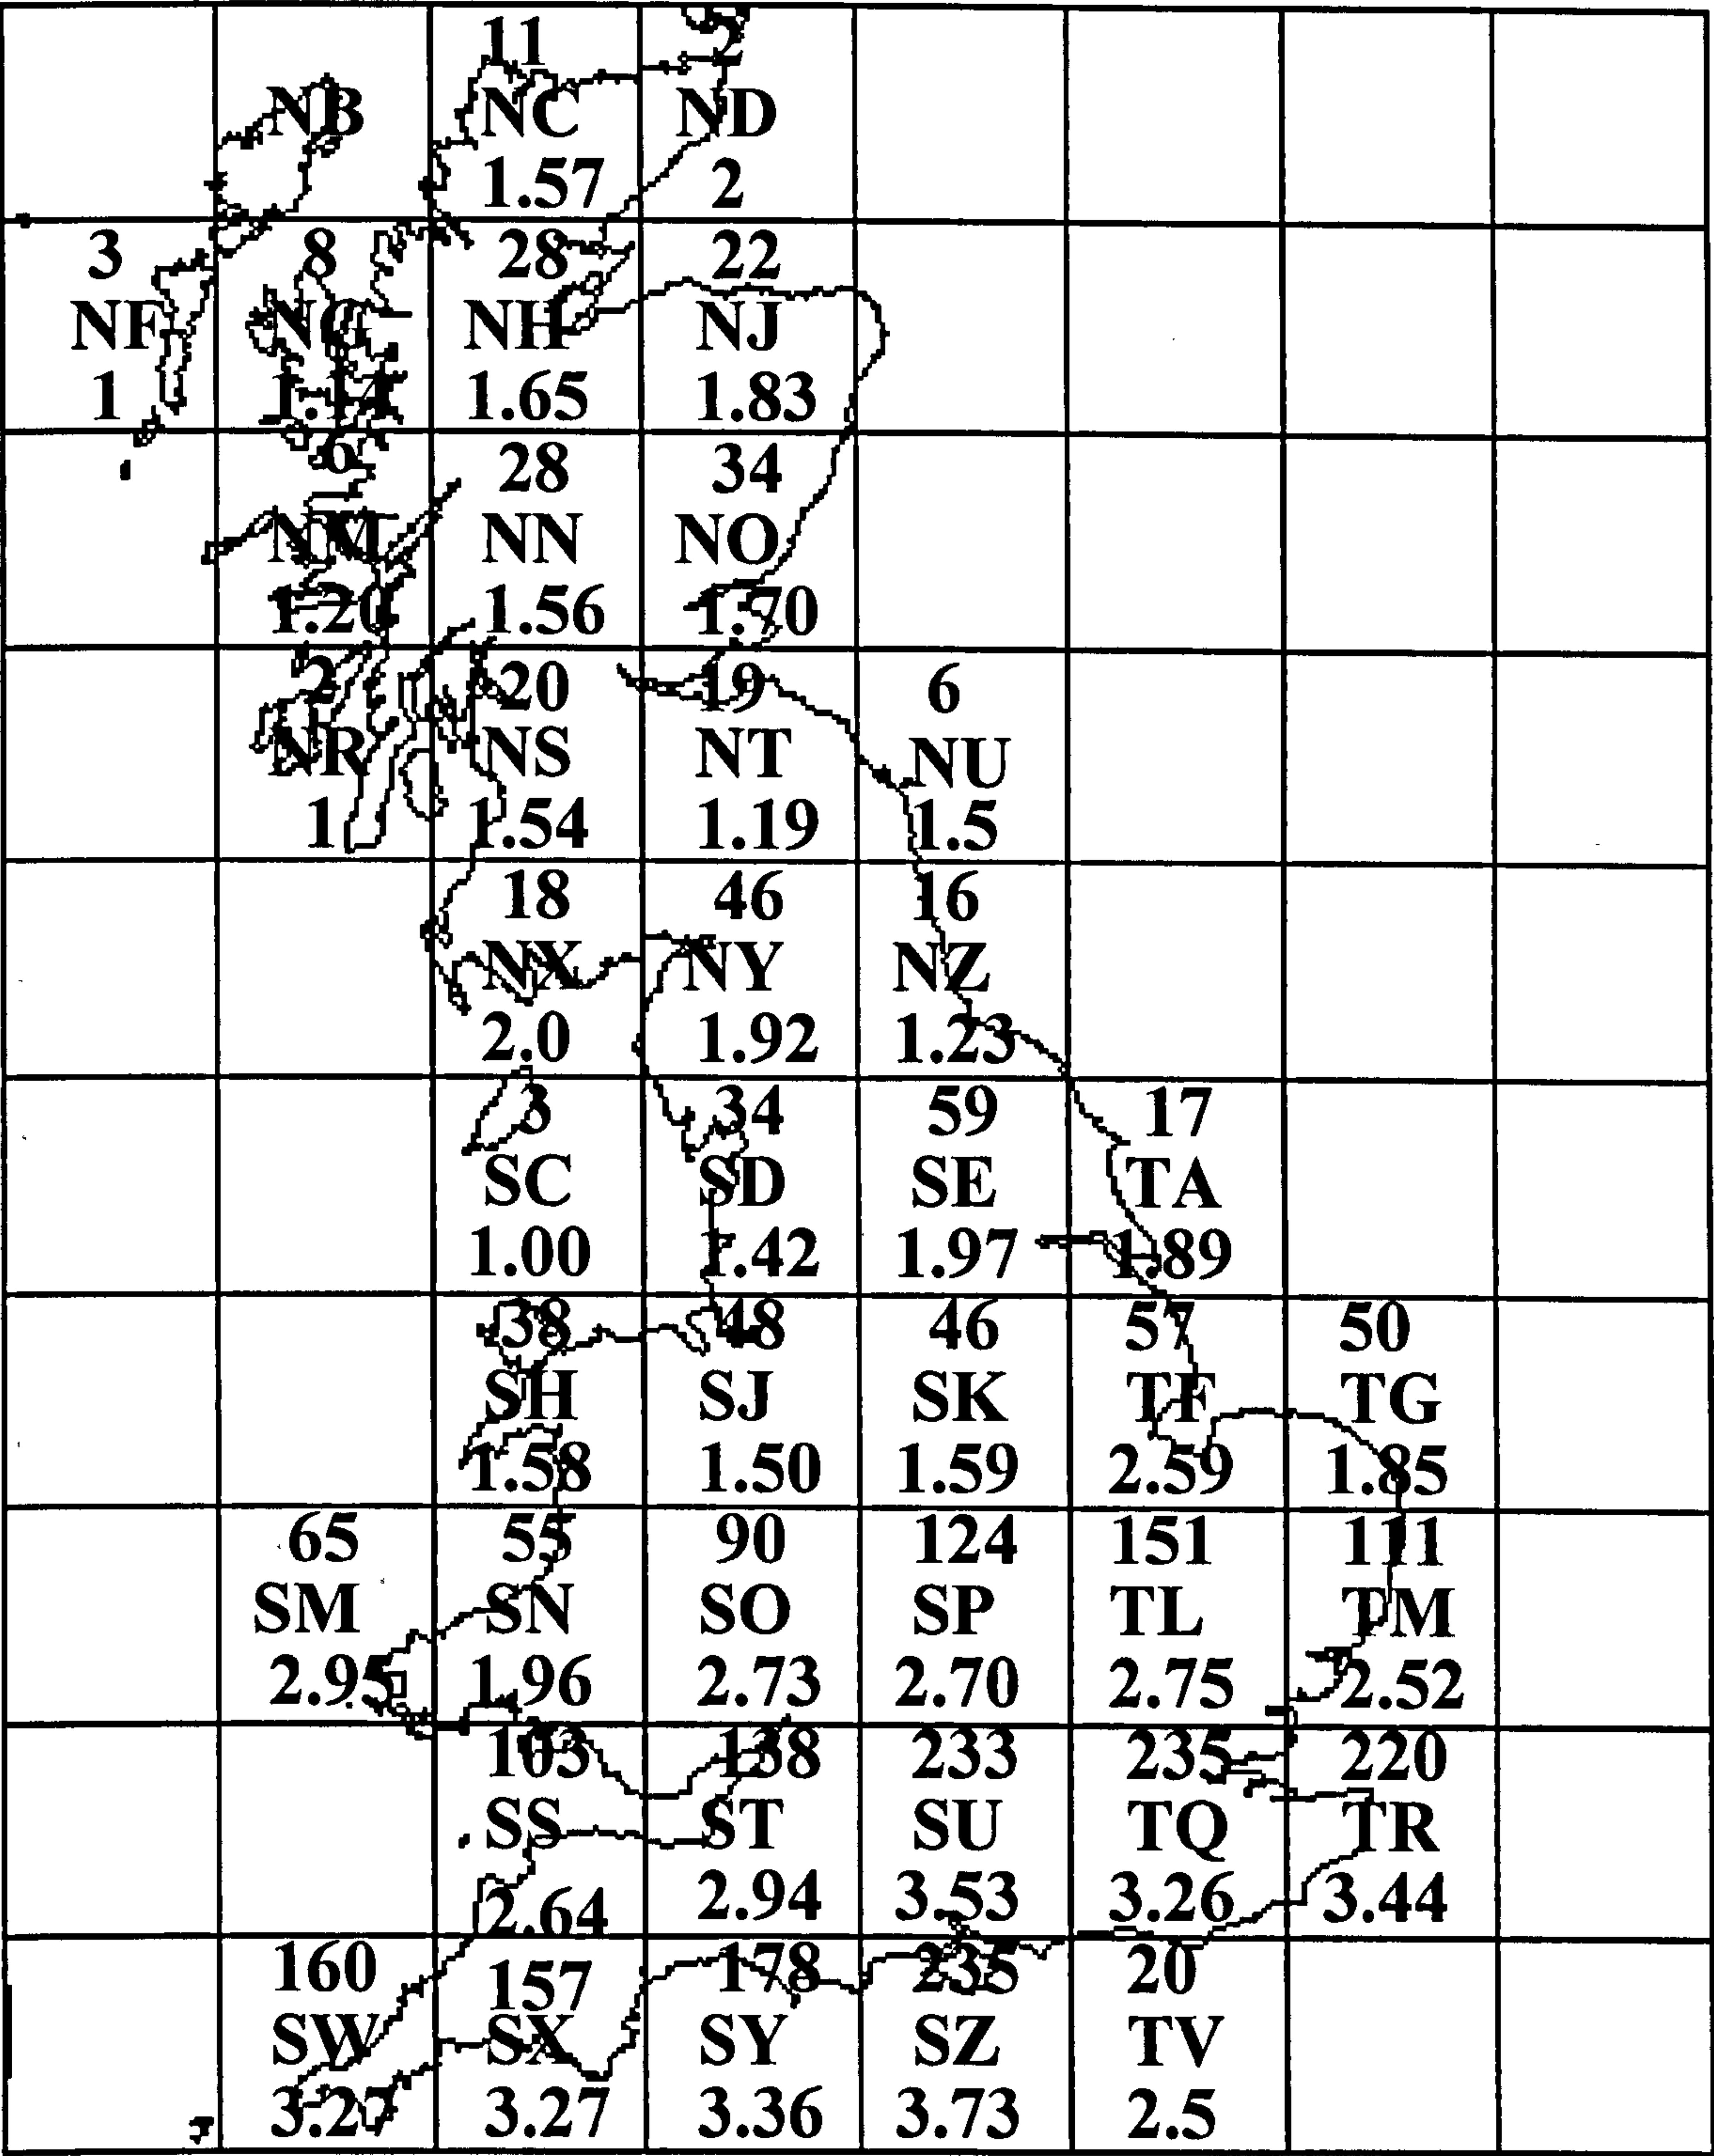 11 2
NB NC ND
1.57 2
3 8 28 22
NF NG NH NJ
1 1.14 1.65 1.83
6 28 34
NM NN NO
1.20 1.56 1.70
2 20 19 6
NR NS NT NU
1 1.54 1.19 1.5
18 46 16
NX NY NZ
2.0 1.92 1.23
3 34 59 17
SC SD SE TA
1.00 1.42 1.97 1.89
38 48 46 57 50
SH SJ SK TF TG
1.58 1.50 1.59 2.59 1.85
65 55 90 124 151 111
SM SN SO SP TL TM
2.95 1.96 2.73 2.70 2.75 2.52
103 138 233 235 220
SS ST SU TQ TR
2.64 2.94 3.53 3.26 3.44
160 157 178 235 20
SW SX SY SZ TV
3.27 3.27 3.36 3.73 2.5